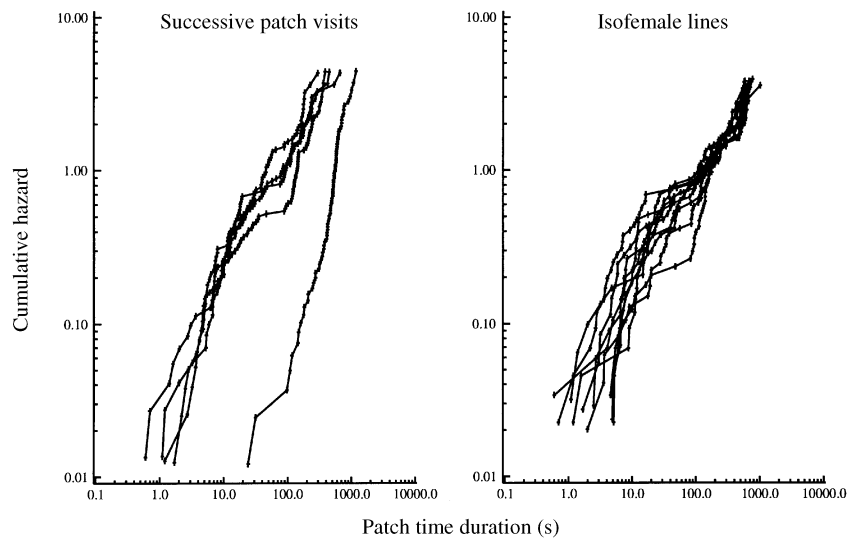 Successive patch visits
Isofemale lines
Cumulative hazard
10.00
1.00
0.10
0.01
0.1 1.0 10.0 100.0 1000.0 10000.0
10.00
1.00
0.10
0.01
0.1 1.0 10.0 100.0 1000.0 10000.0
Patch time duration (s)